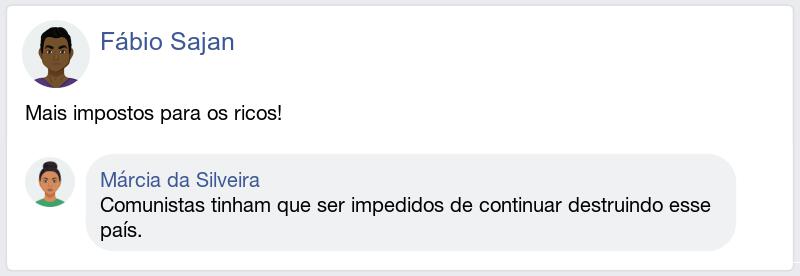 Fábio Sajan
Mais impostos para os ricos!
Márcia da Silveira
Comunistas tinham que ser impedidos de continuar destruindo esse
país.